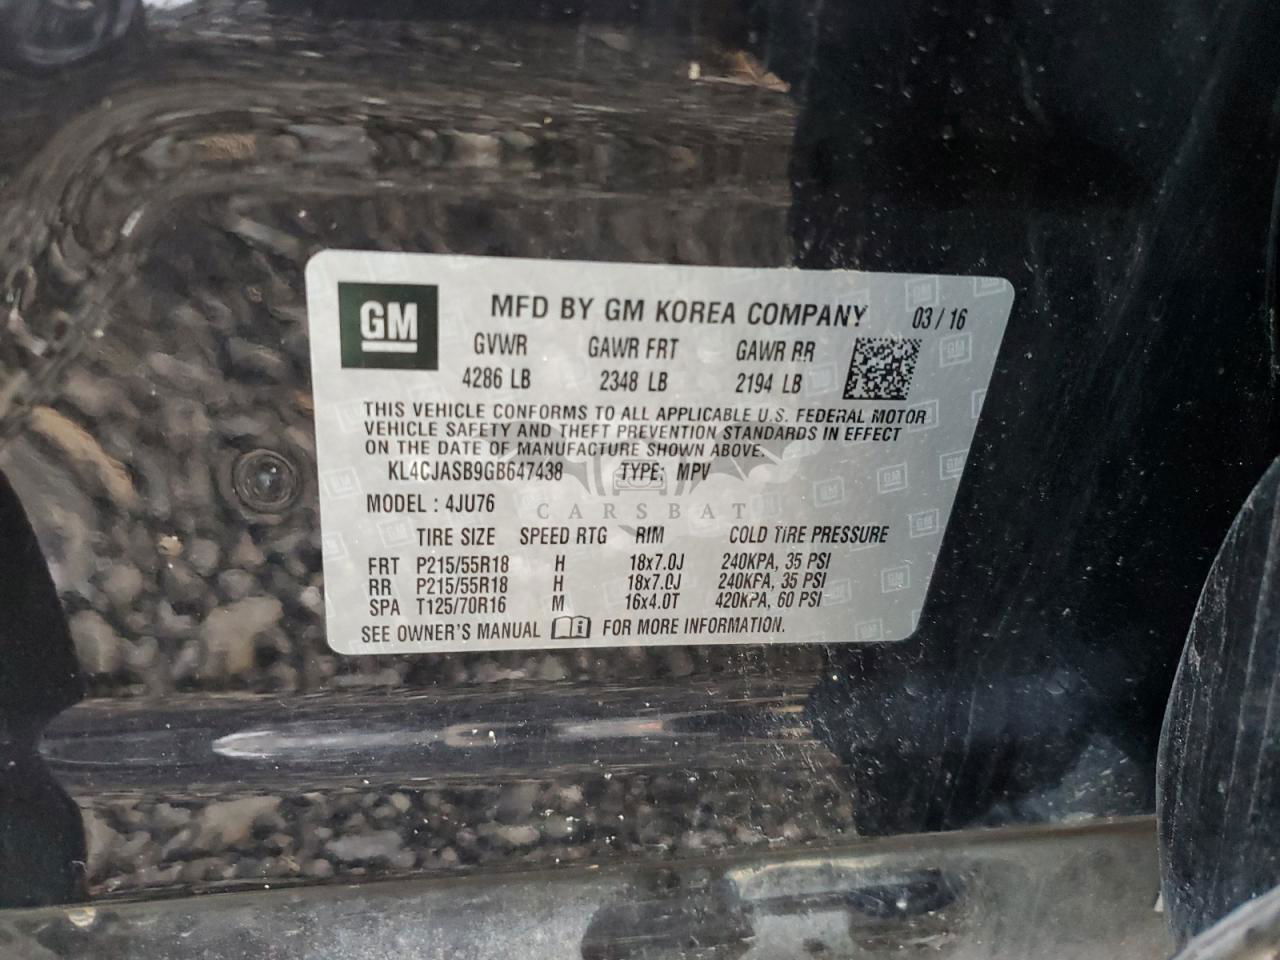 GM
MFD BY GM KOREA COMPANY 03 / 16
GVWR GAWR FRT GAWR RR
4286 LB 2348 LB 2194 LB
THIS VEHICLE CONFORMS TO ALL APPLICABLE U.S. FEDERAL MOTOR
VEHICLE SAFETY AND THEFT PREVENTION STANDARDS IN EFFECT
ON THE DATE OF MANUFACTURE SHOWN ABOVE.
KL4CJASB9GB647438 TYPE: MPV
MODEL : 4JU76
CARSBAT
TIRE SIZE SPEED RTG RIM COLD TIRE PRESSURE
FRT P215/55R18 H 18x7.0J 240KPA, 35 PSI
RR P215/55R18 H 18x7.0J 240KPA, 35 PSI
SPA T125/70R16 M 16x4.0T 420KPA, 60 PSI
SEE OWNER'S MANUAL i FOR MORE INFORMATION.